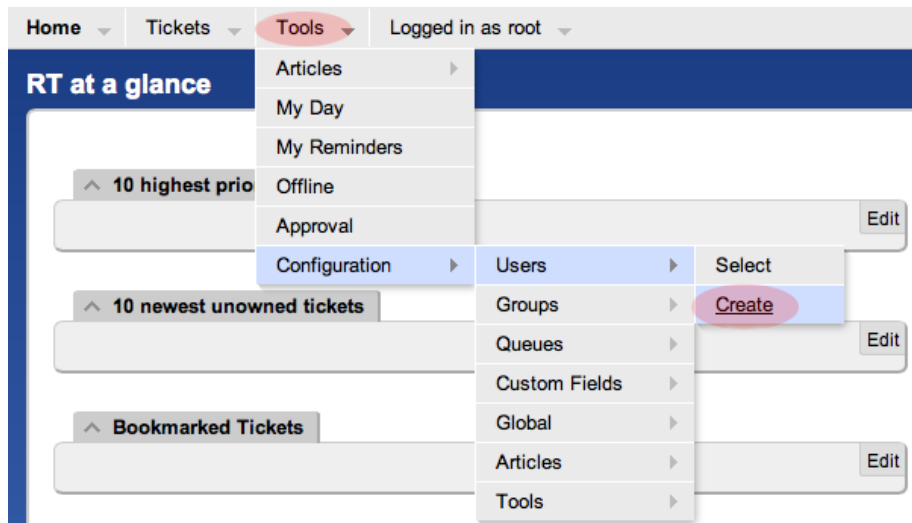 Home Tickets Tools Logged in as root
RT at a glance
Articles
My Day
My Reminders
10 highest prio
Offline
Edit
Approval
Configuration Users Select
10 newest unowned tickets Groups Create
Queues Edit
Custom Fields
Bookmarked Tickets Global
Articles Edit
Tools